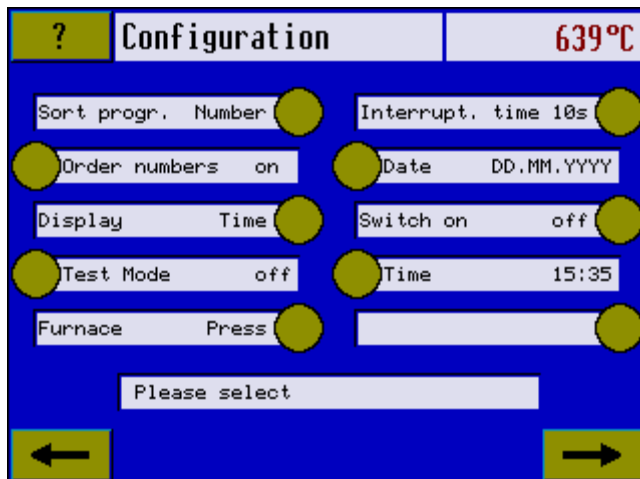 ? Configuration 639°C
Sort progr. Number Interrupt. time 10s
Order numbers on Date DD.MM.YYYY
Display Time Switch on off
Test Mode off Time 15:35
Furnace Press
Please select